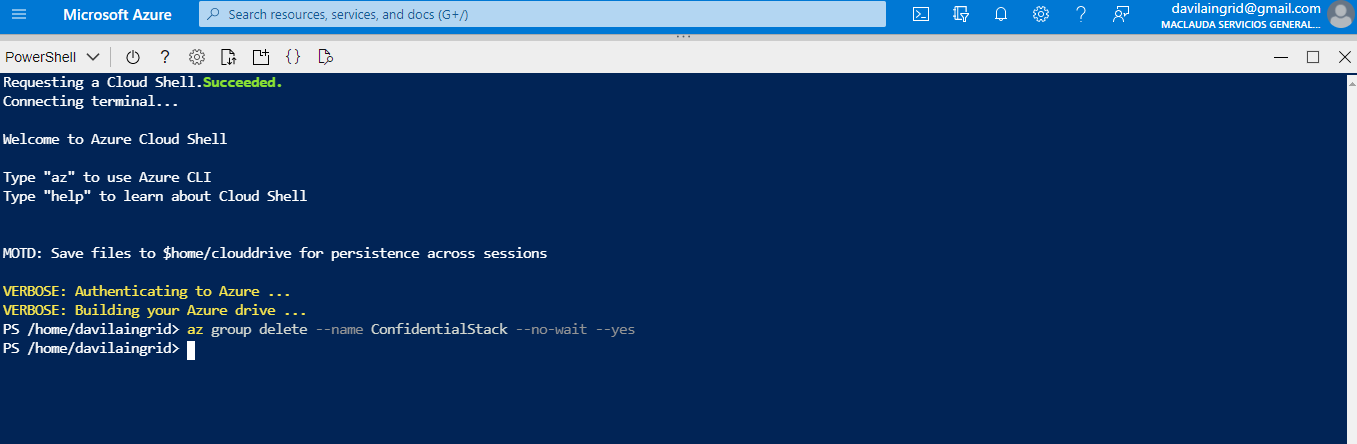 Microsoft Azure
Search resources, services, and docs (G+/)
davilaingrid@gmail.com
MACLAUDA SERVICIOS GENERAL...
PowerShell
Requesting a Cloud Shell.Succeeded.
Connecting terminal...
Welcome to Azure Cloud Shell
Type "az" to use Azure CLI
Type "help" to learn about Cloud Shell
MOTD: Save files to $home/clouddrive for persistence across sessions
VERBOSE: Authenticating to Azure ...
VERBOSE: Building your Azure drive ...
PS /home/davilaingrid> az group delete --name ConfidentialStack --no-wait --yes
PS /home/davilaingrid>